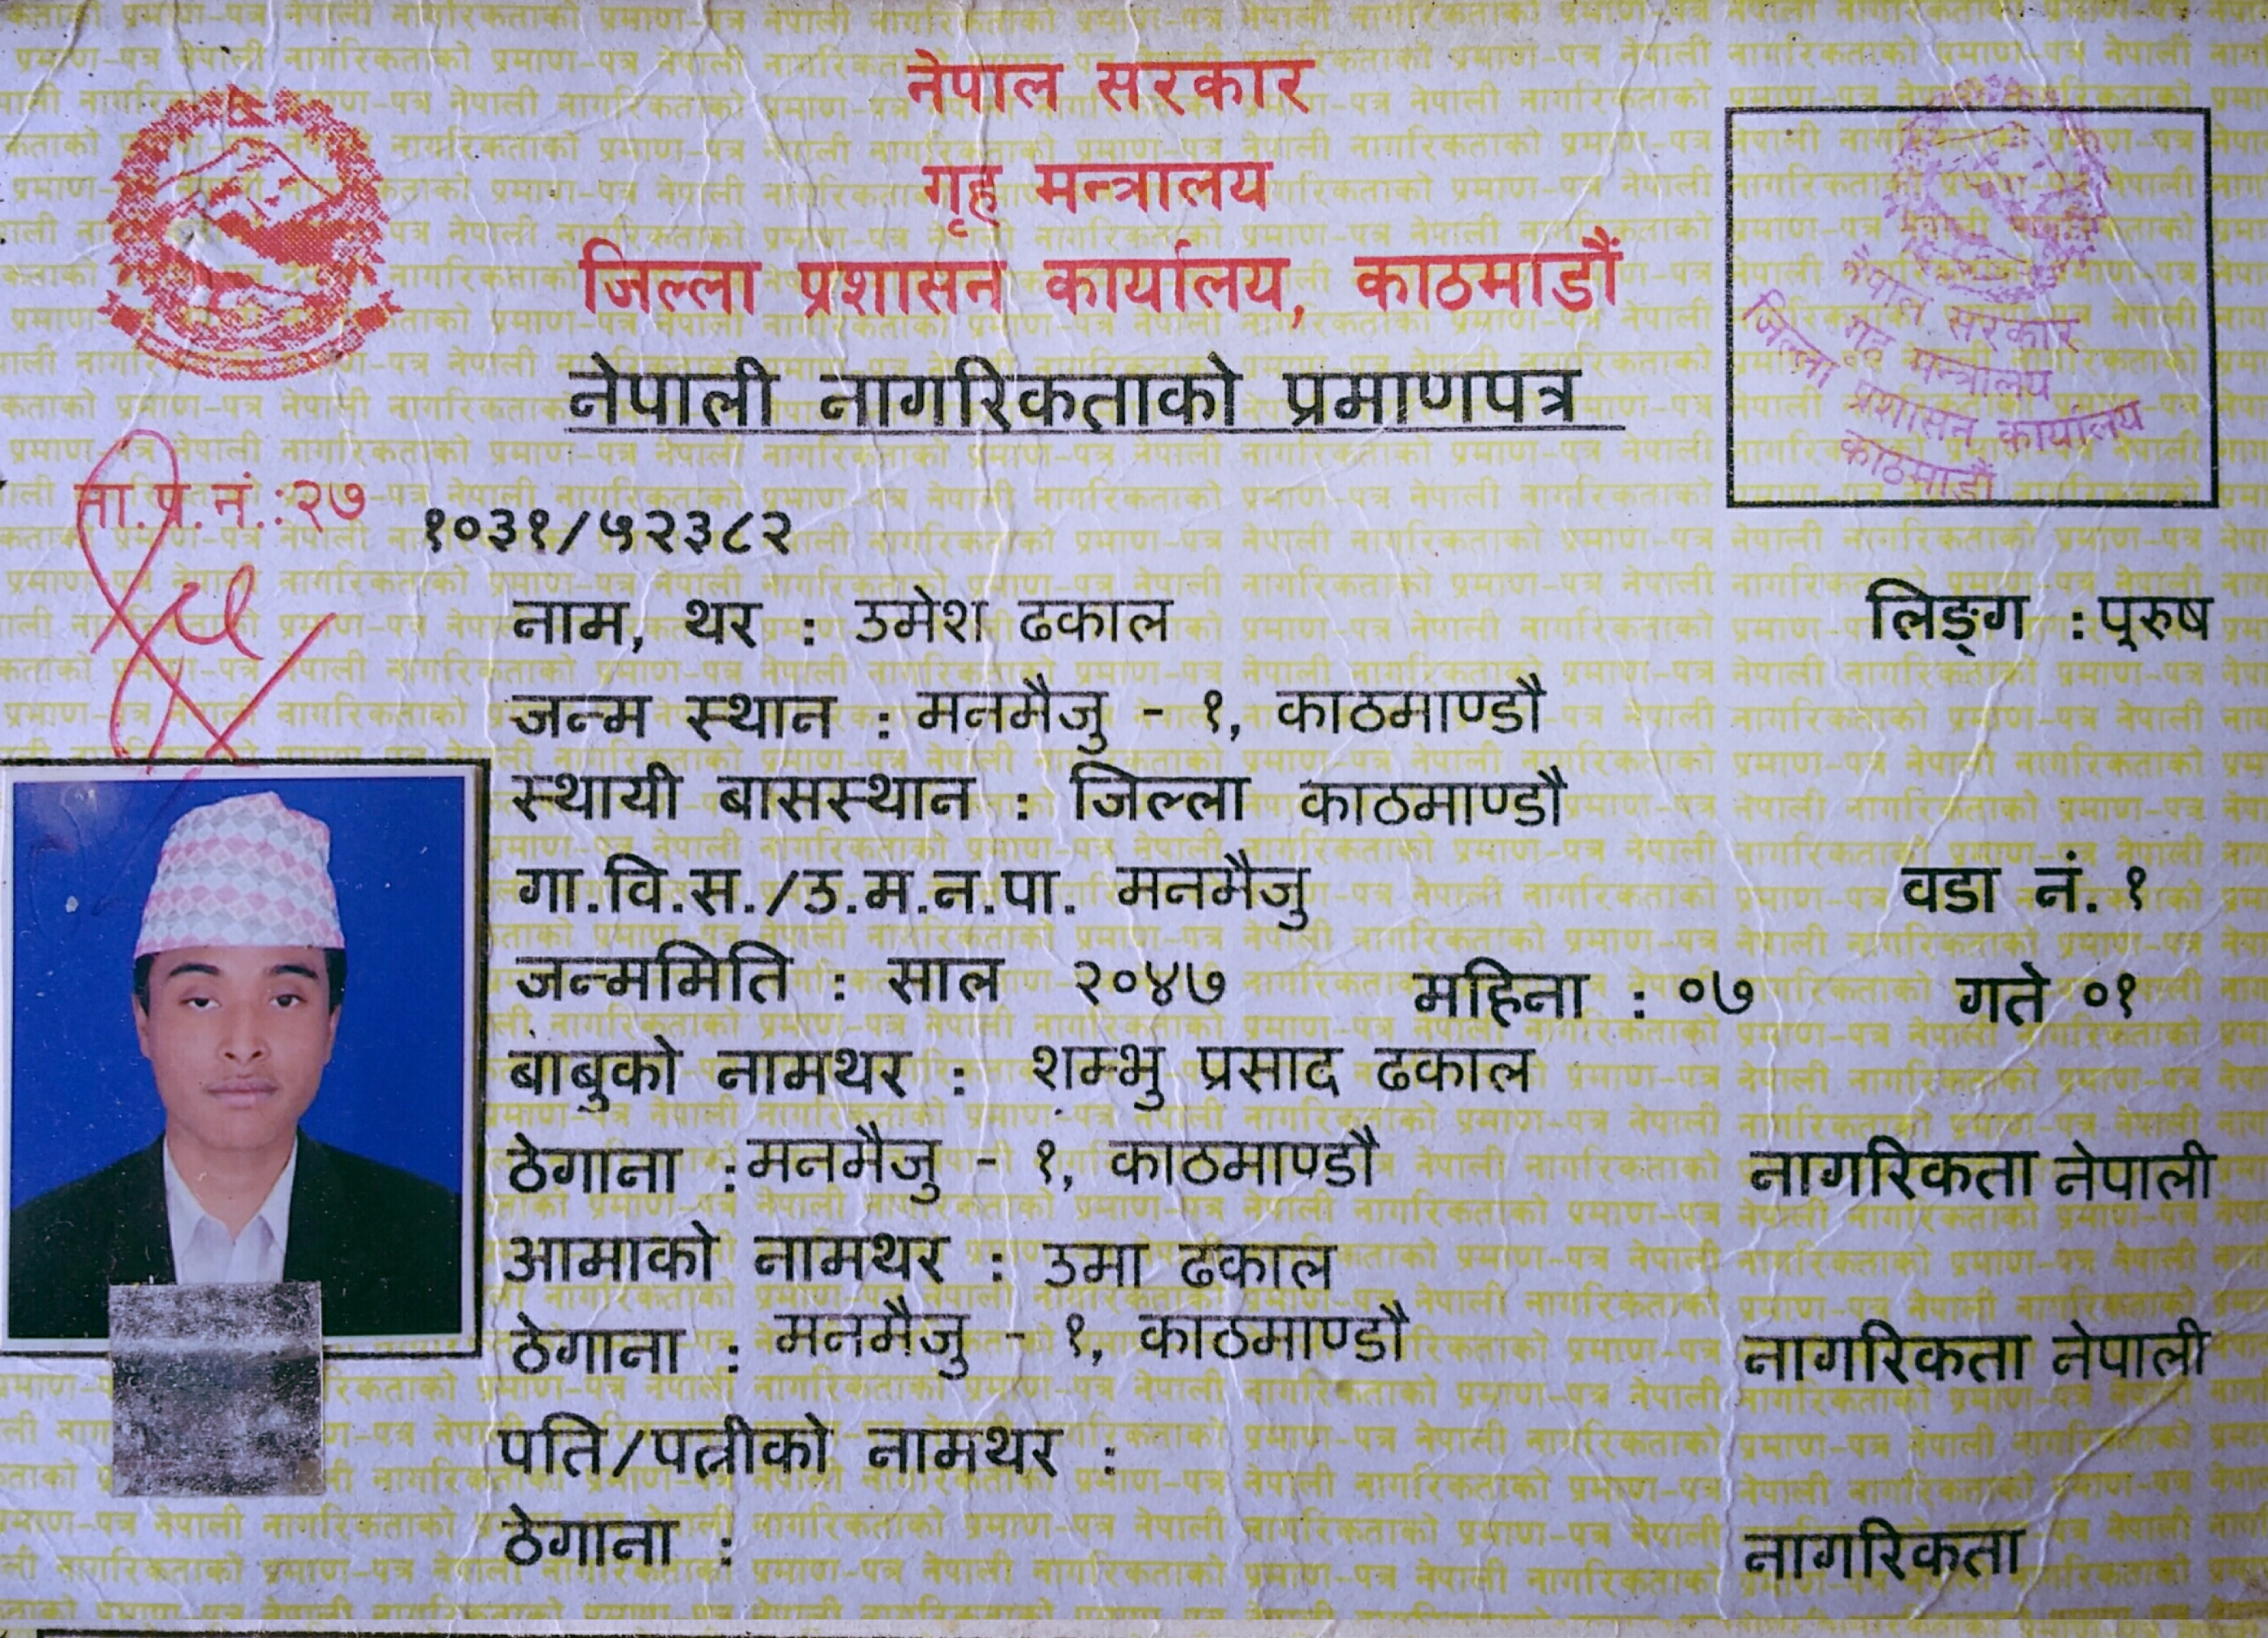 नेपाल सरकार
गृह मन्त्रालय
जिल्ला प्रशासन कार्यालय, काठमाडौं
नेपाली नागरिकताको प्रमाणपत्र
नेपाल सरकार
गृह मन्त्रालय
जिल्ला प्रशासन कार्यालय
काठमाडौं
ना.प्र.नं.:२७ १०३१/५२३८२
नाम, थर : उमेश ढकाल लिङ्ग : पुरुष
जन्म स्थान : मनमैजु - १, काठमाण्डौ
स्थायी बासस्थान : जिल्ला काठमाण्डौ
गा.वि.स./उ.म.न.पा. मनमैजु वडा नं. १
जन्ममिति : साल २०४७ महिना : ०७ गते ०१
बाबुको नामथर : शम्भु प्रसाद ढकाल
ठेगाना : मनमैजु - १, काठमाण्डौ नागरिकता नेपाली
आमाको नामथर : उमा ढकाल
ठेगाना : मनमैजु - १, काठमाण्डौ नागरिकता नेपाली
पति/पत्नीको नामथर :
ठेगाना : नागरिकता